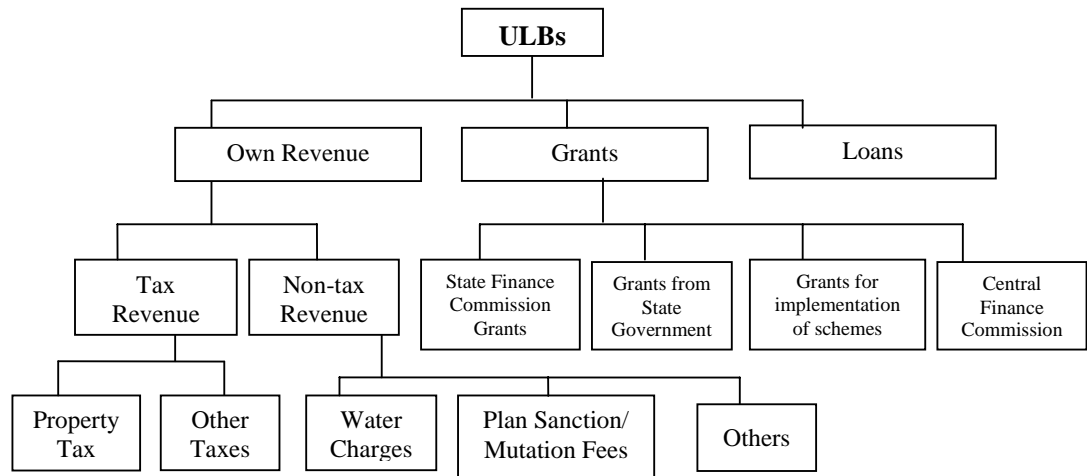 ULBs
Own Revenue
Grants
Loans
Tax
Revenue
Non-tax
Revenue
State Finance
Commission
Grants
Grants from
State
Government
Grants for
implementation
of schemes
Central
Finance
Commission
Property
Tax
Other
Taxes
Water
Charges
Plan Sanction/
Mutation Fees
Others